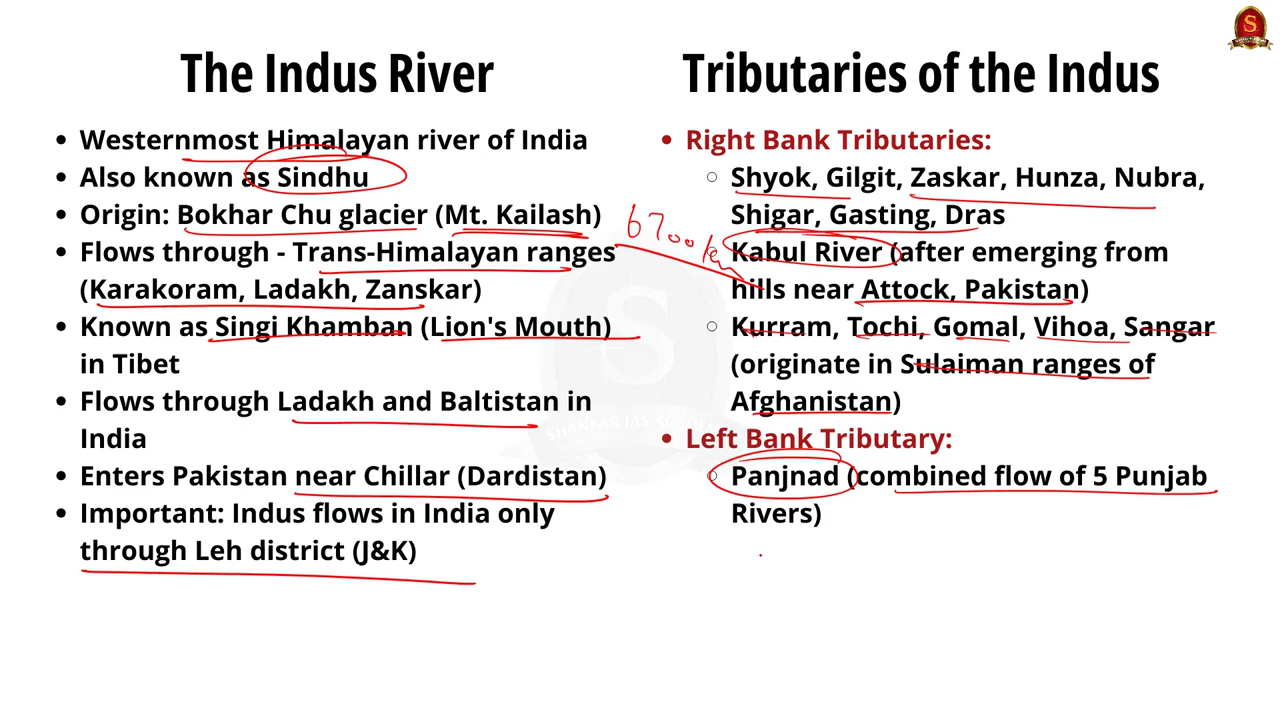 The Indus River
• Westernmost Himalayan river of India
• Also known as Sindhu
• Origin: Bokhar Chu glacier (Mt. Kailash)
• Flows through - Trans-Himalayan ranges
(Karakoram, Ladakh, Zanskar)
• Known as Singi Khamban (Lion's Mouth)
in Tibet
• Flows through Ladakh and Baltistan in
India
• Enters Pakistan near Chillar (Dardistan)
• Important: Indus flows in India only
through Leh district (J&K)
Tributaries of the Indus
• Right Bank Tributaries:
○ Shyok, Gilgit, Zaskar, Hunza, Nubra,
Shigar, Gasting, Dras
Kabul River (after emerging from
hills near Attock, Pakistan)
○ Kurram, Tochi, Gomal, Vihoa, Sangar
(originate in Sulaiman ranges of
Afghanistan)
• Left Bank Tributary:
○ Panjnad (combined flow of 5 Punjab
Rivers)
6700 km
S
SHANKAR IAS ACADEMY
S